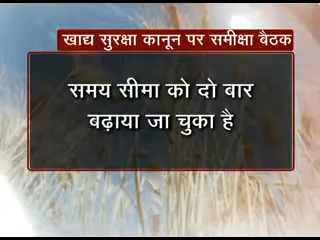 खाद्य सुरक्षा कानून पर समीक्षा बैठक
समय सीमा को दो बार
बढ़ाया जा चुका है